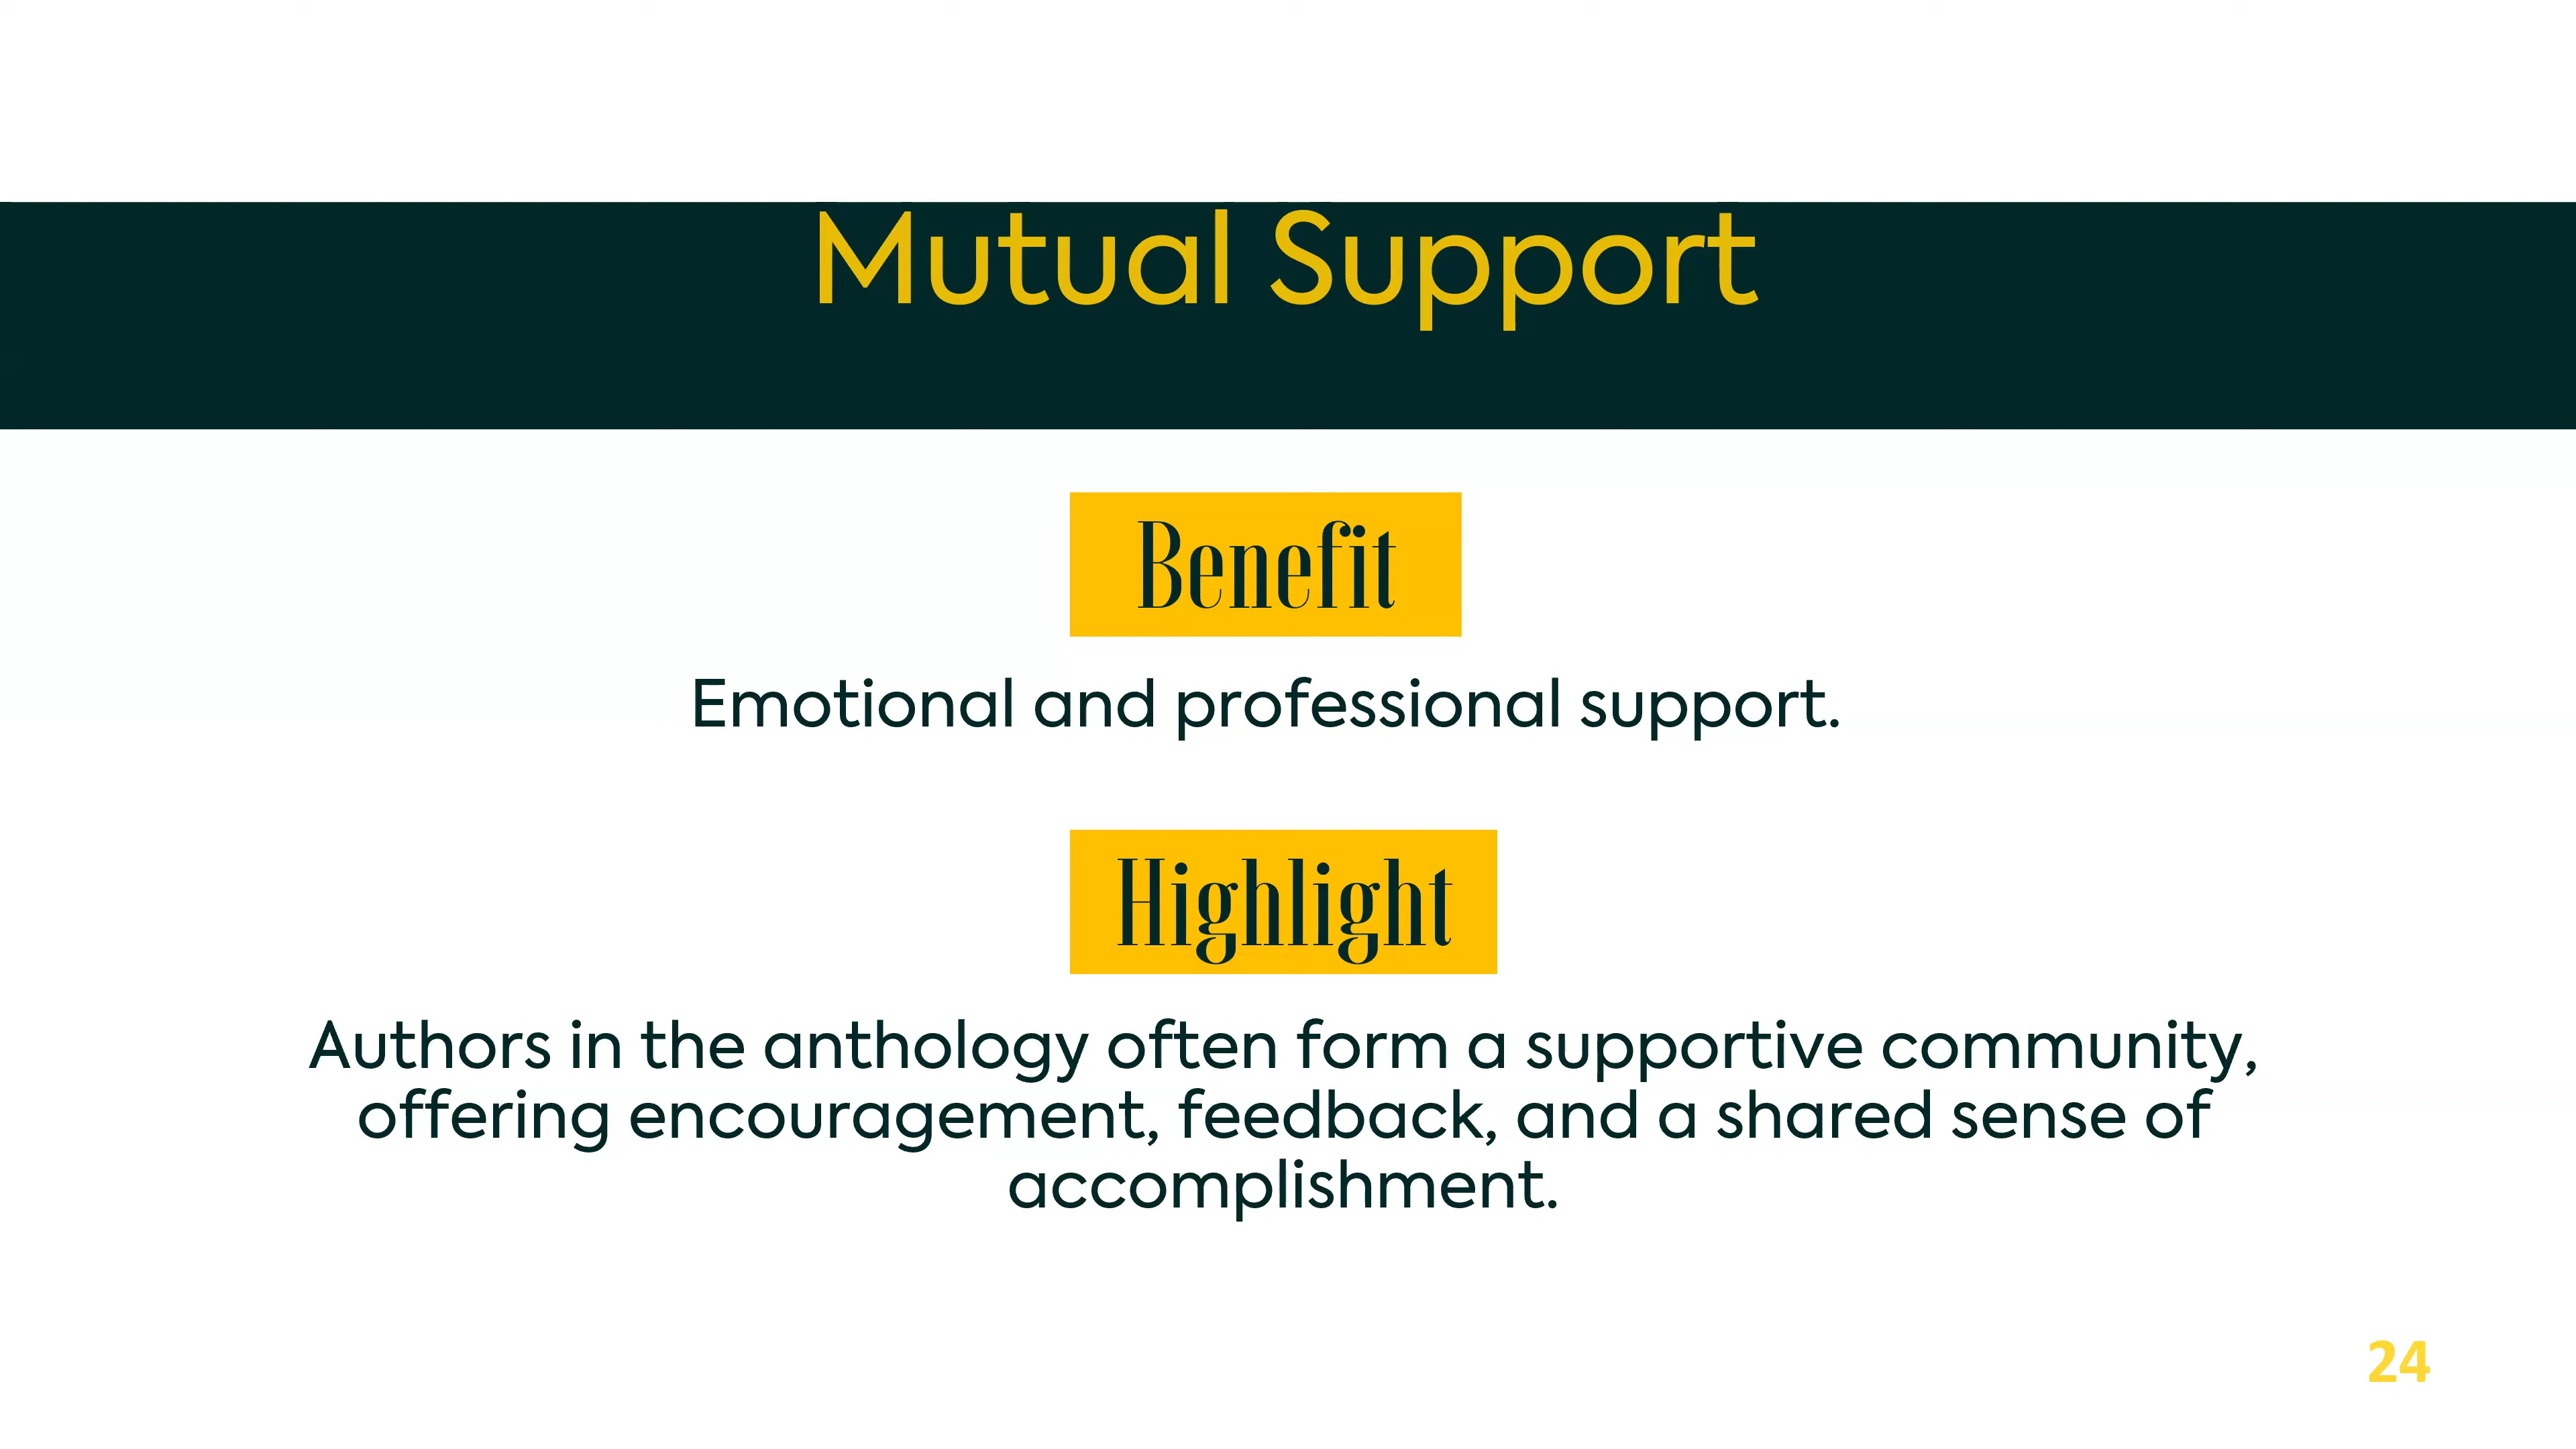 Mutual Support
Benefit
Emotional and professional support.
Highlight
Authors in the anthology often form a supportive community,
offering encouragement, feedback, and a shared sense of
accomplishment.
24